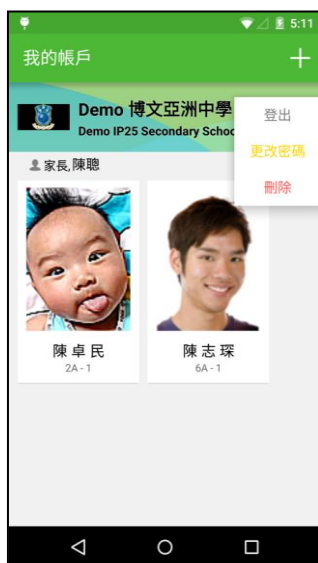 5:11
我的帳戶
Demo 博文亞洲中學
Demo IP25 Secondary Schoo
登出
更改密碼
刪除
家長,陳聰
陳卓民
2A - 1
陳志琛
6A - 1